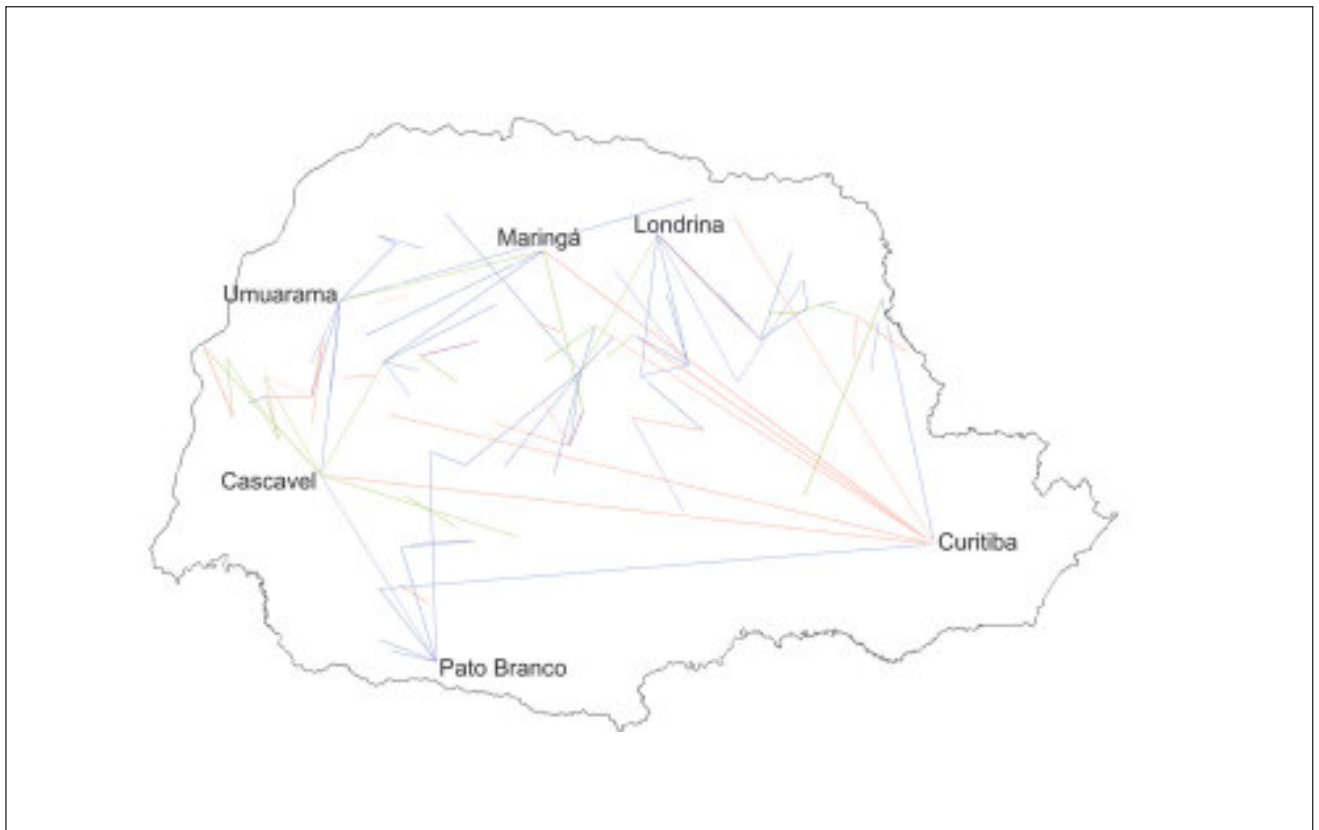 Londrina
Maringá
Umuarama
Cascavel
Curitiba
Pato Branco